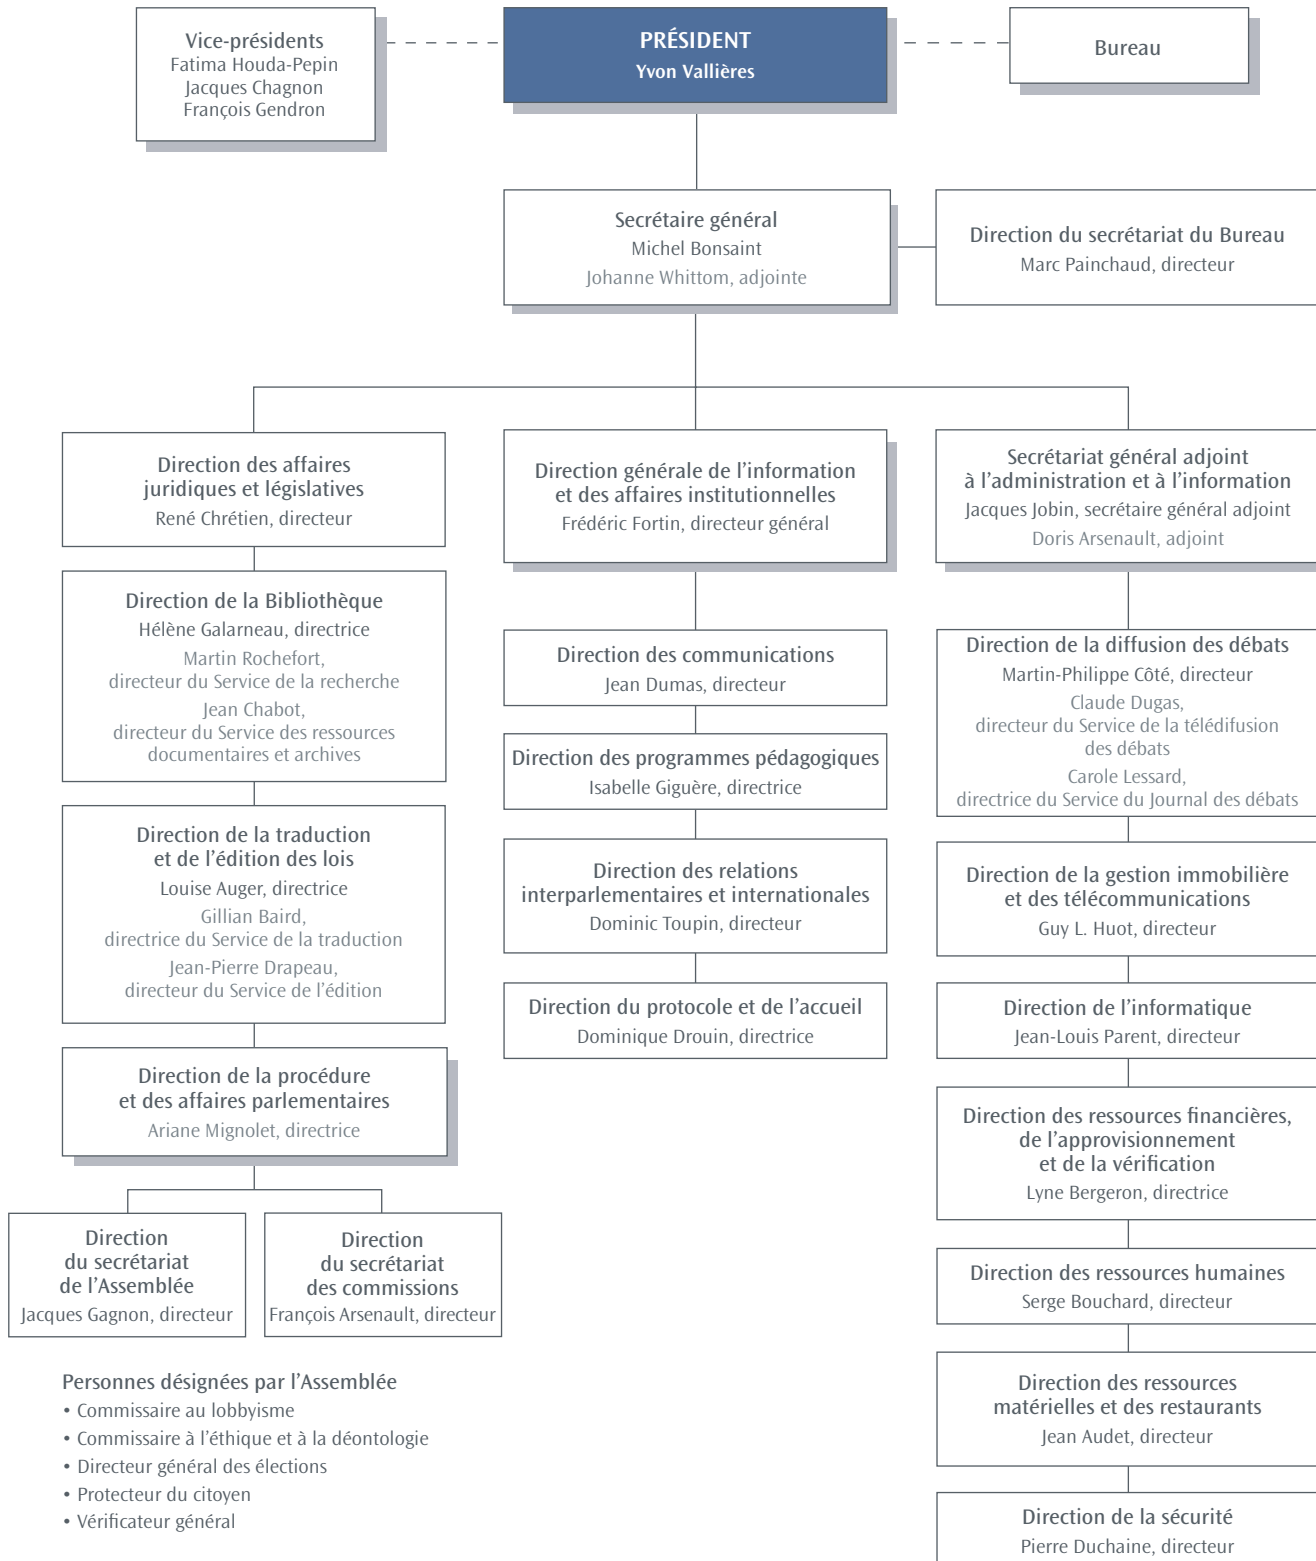 Vice-présidents
Fatima Houda-Pepin
Jacques Chagnon
François Gendron
PRÉSIDENT
Yvon Vallières
Bureau
Secrétaire général
Michel Bonsaint
Johanne Whittom, adjointe
Direction du secrétariat du Bureau
Marc Painchaud, directeur
Direction des affaires
juridiques et législatives
René Chrétien, directeur
Direction de la Bibliothèque
Hélène Galarneau, directrice
Martin Rochefort,
directeur du Service de la recherche
Jean Chabot,
directeur du Service des ressources
documentaires et archives
Direction de la traduction
et de l'édition des lois
Louise Auger, directrice
Gillian Baird,
directrice du Service de la traduction
Jean-Pierre Drapeau,
directeur du Service de l'édition
Direction de la procédure
et des affaires parlementaires
Ariane Mignolet, directrice
Direction
du secrétariat
de l'Assemblée
Jacques Gagnon, directeur
Direction
du secrétariat
des commissions
François Arsenault, directeur
Direction générale de l'information
et des affaires institutionnelles
Frédéric Fortin, directeur général
Direction des communications
Jean Dumas, directeur
Direction des programmes pédagogiques
Isabelle Giguère, directrice
Direction des relations
interparlementaires et internationales
Dominic Toupin, directeur
Direction du protocole et de l'accueil
Dominique Drouin, directrice
Secrétariat général adjoint
à l'administration et à l'information
Jacques Jobin, secrétaire général adjoint
Doris Arsenault, adjoint
Direction de la diffusion des débats
Martin-Philippe Côté, directeur
Claude Dugas,
directeur du Service de la télédifusion
des débats
Carole Lessard,
directrice du Service du Journal des débats
Direction de la gestion immobilière
et des télécommunications
Guy L. Huot, directeur
Direction de l'informatique
Jean-Louis Parent, directeur
Direction des ressources financières,
de l'approvisionnement
et de la vérification
Lyne Bergeron, directrice
Direction des ressources humaines
Serge Bouchard, directeur
Direction des ressources
matérielles et des restaurants
Jean Audet, directeur
Direction de la sécurité
Pierre Duchaine, directeur
Personnes désignées par l'Assemblée
• Commissaire au lobbyisme
• Commissaire à l'éthique et à la déontologie
• Directeur général des élections
• Protecteur du citoyen
• Vérificateur général